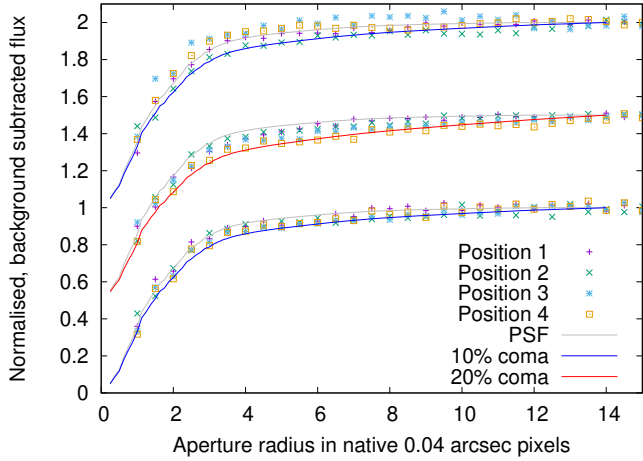 Normalised, background subtracted flux
2
1.8
1.6
1.4
1.2
1
0.8
0.6
0.4
0.2
0
Position 1
Position 2
Position 3
Position 4
PSF
10% coma
20% coma
0 2 4 6 8 10 12 14
Aperture radius in native 0.04 arcsec pixels